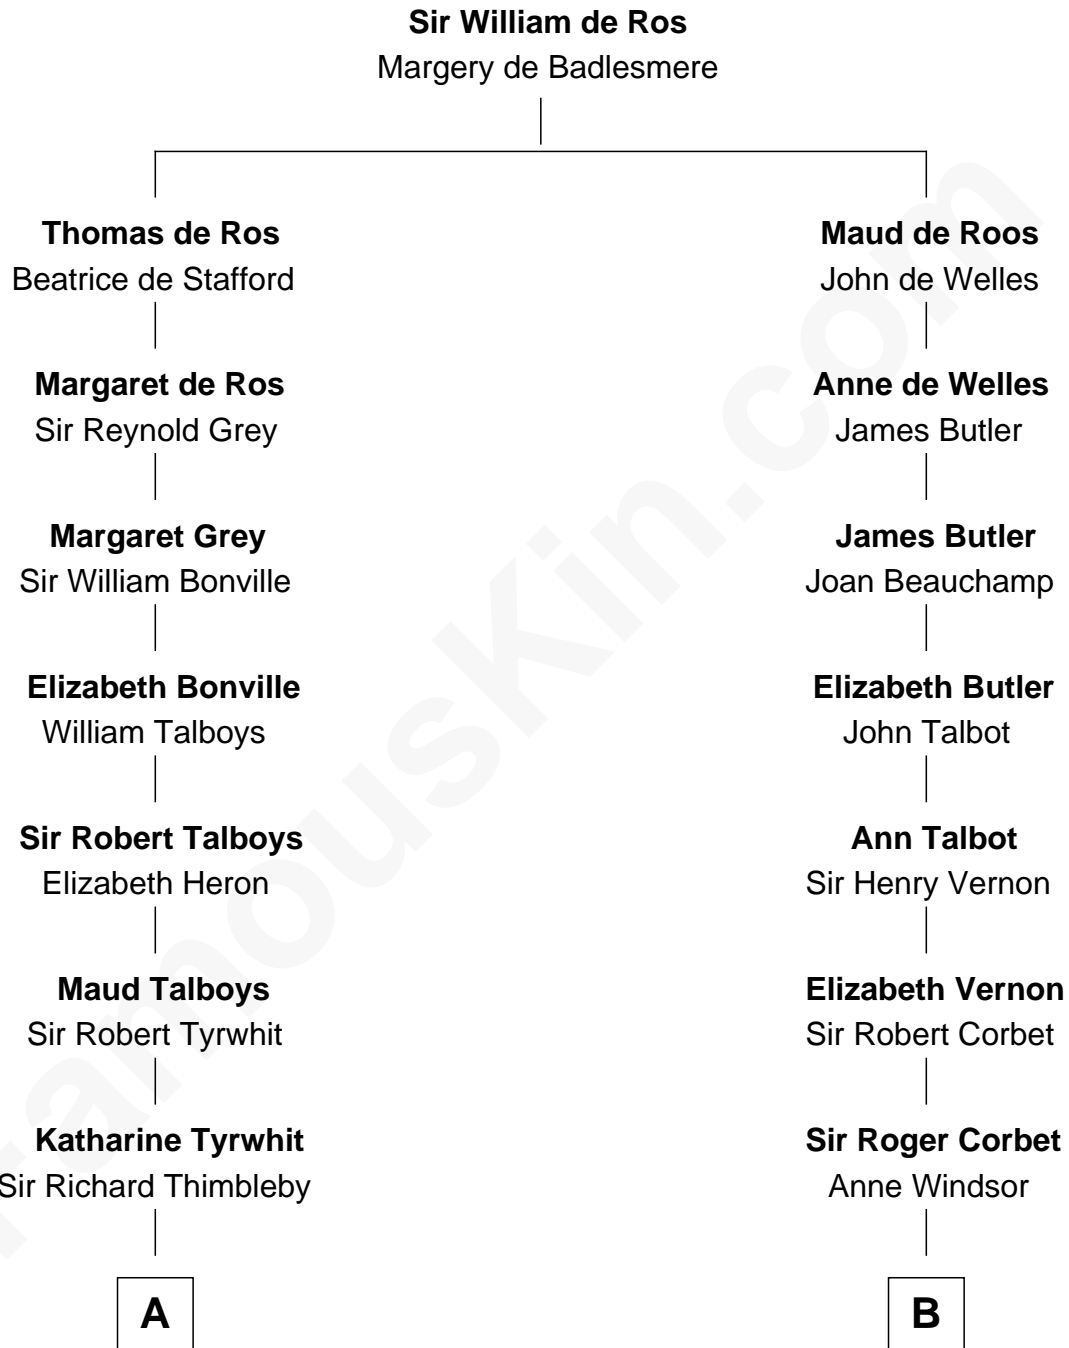 Sir William de Ros
Margery de Badlesmere
Thomas de Ros
Beatrice de Stafford
Maud de Roos
John de Welles
Margaret de Ros
Sir Reynold Grey
Anne de Welles
James Butler
Margaret Grey
Sir William Bonville
James Butler
Joan Beauchamp
Elizabeth Bonville
William Talboys
Elizabeth Butler
John Talbot
Sir Robert Talboys
Elizabeth Heron
Ann Talbot
Sir Henry Vernon
Maud Talboys
Sir Robert Tyrwhit
Elizabeth Vernon
Sir Robert Corbet
Katharine Tyrwhit
Sir Richard Thimbleby
Sir Roger Corbet
Anne Windsor
A
B
FamousKin.com